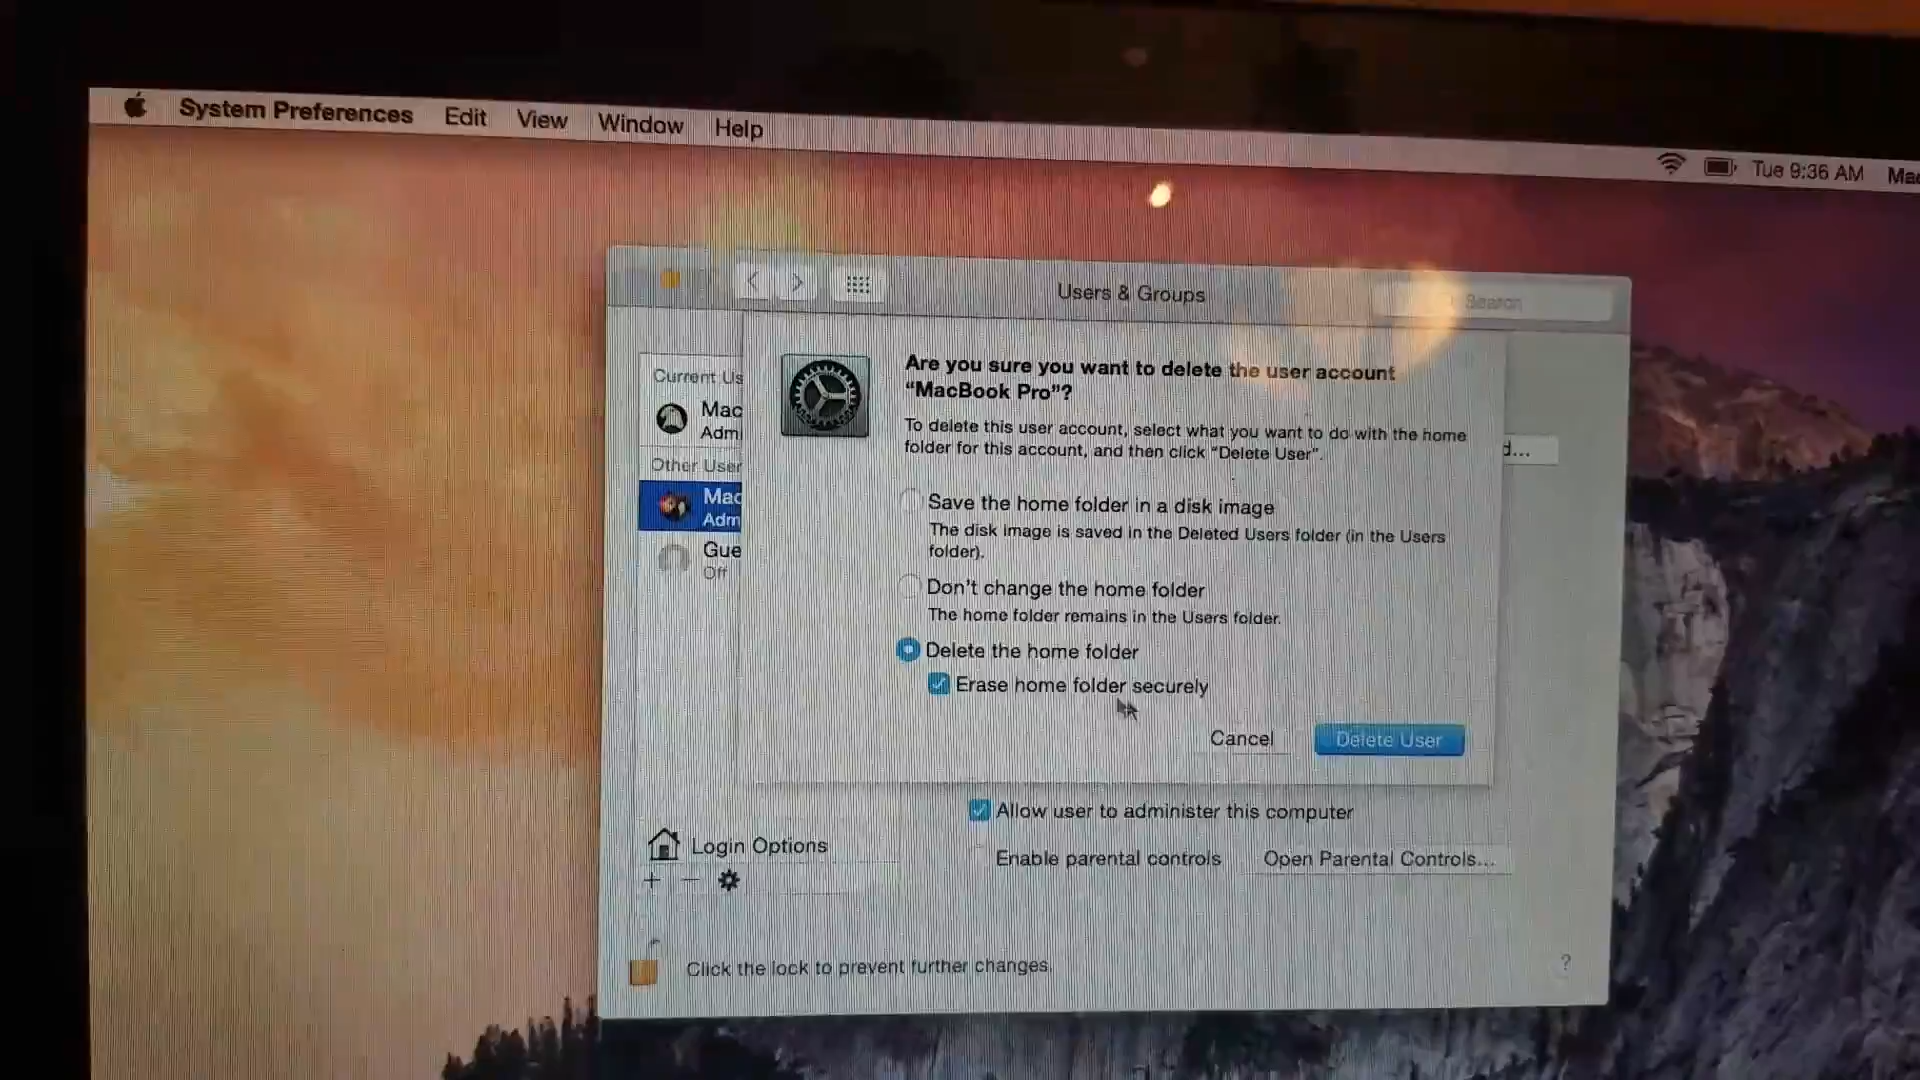 System Preferences Edit View Window Help
Tue 9:36 AM Mac
Users & Groups
Search
Current Us
Mac
Admi
Other User
Mac
Adm
Gue
Off
Are you sure you want to delete the user account
“MacBook Pro”?
To delete this user account, select what you want to do with the home
folder for this account, and then click “Delete User”.
d...
Save the home folder in a disk image
The disk image is saved in the Deleted Users folder (in the Users
folder).
Don’t change the home folder
The home folder remains in the Users folder.
Delete the home folder
Erase home folder securely
Cancel
Delete User
Allow user to administer this computer
Login Options
Enable parental controls
Open Parental Controls...
Click the lock to prevent further changes.
?